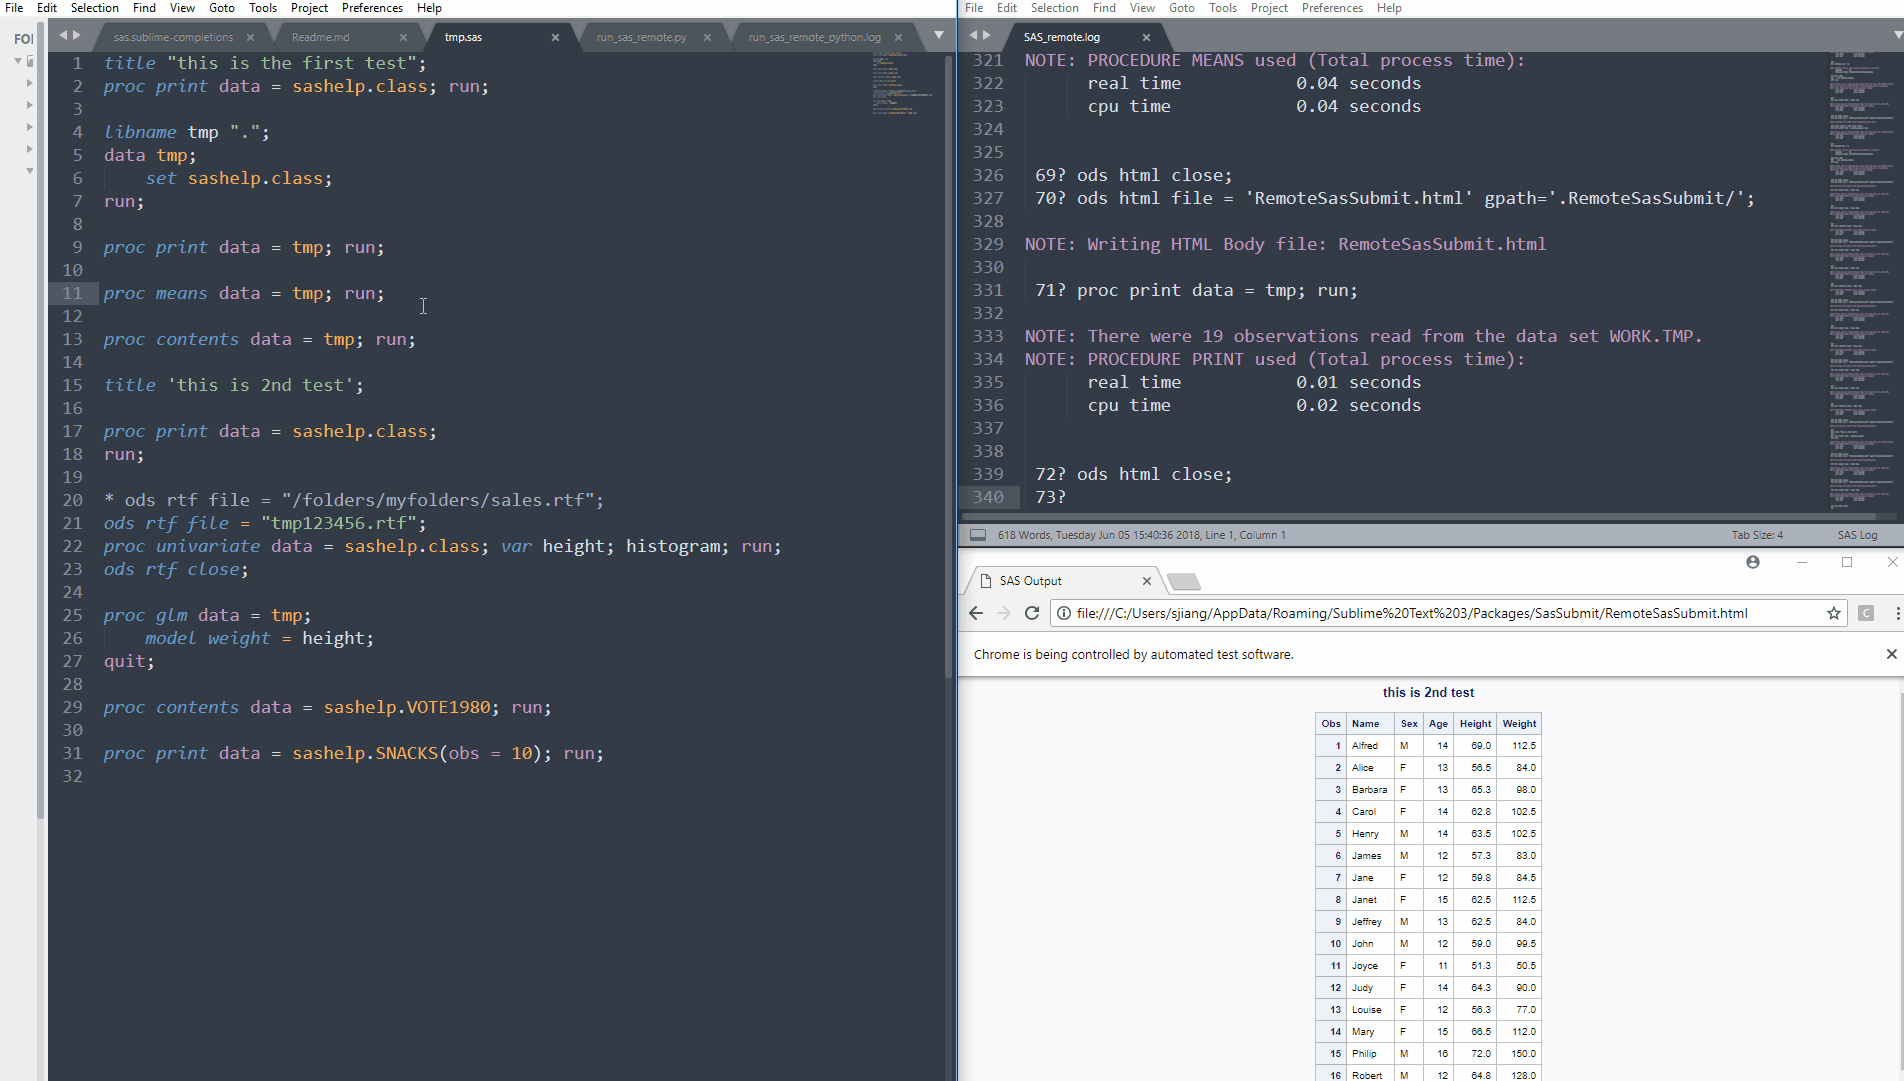 File Edit Selection Find View Goto Tools Project Preferences Help
FOI
sas.sublime-completions × Readme.md × tmp.sas × run_sas_remote.py × run_sas_remote_python.log ×
1 title "this is the first test";
2 proc print data = sashelp.class; run;
3
4 libname tmp ".";
5 data tmp;
6 set sashelp.class;
7 run;
8
9 proc print data = tmp; run;
10
11 proc means data = tmp; run;
12
13 proc contents data = tmp; run;
14
15 title 'this is 2nd test';
16
17 proc print data = sashelp.class;
18 run;
19
20 * ods rtf file = "/folders/myfolders/sales.rtf";
21 ods rtf file = "tmp123456.rtf";
22 proc univariate data = sashelp.class; var height; histogram; run;
23 ods rtf close;
24
25 proc glm data = tmp;
26 model weight = height;
27 quit;
28
29 proc contents data = sashelp.VOTE1980; run;
30
31 proc print data = sashelp.SNACKS(obs = 10); run;
32
File Edit Selection Find View Goto Tools Project Preferences Help
SAS_remote.log ×
321 NOTE: PROCEDURE MEANS used (Total process time):
322 real time 0.04 seconds
323 cpu time 0.04 seconds
324
325
326 69? ods html close;
327 70? ods html file = 'RemoteSasSubmit.html' gpath='.RemoteSasSubmit/';
328
329 NOTE: Writing HTML Body file: RemoteSasSubmit.html
330
331 71? proc print data = tmp; run;
332
333 NOTE: There were 19 observations read from the data set WORK.TMP.
334 NOTE: PROCEDURE PRINT used (Total process time):
335 real time 0.01 seconds
336 cpu time 0.02 seconds
337
338
339 72? ods html close;
340 73?
618 Words, Tuesday Jun 05 15:40:36 2018, Line 1, Column 1 Tab Size: 4 SAS Log
SAS Output ×
file:///C:/Users/sjiang/AppData/Roaming/Sublime%20Text%203/Packages/SasSubmit/RemoteSasSubmit.html C
Chrome is being controlled by automated test software. ×
this is 2nd test
Obs Name Sex Age Height Weight
1 Alfred M 14 69.0 112.5
2 Alice F 13 56.5 84.0
3 Barbara F 13 65.3 98.0
4 Carol F 14 62.8 102.5
5 Henry M 14 63.5 102.5
6 James M 12 57.3 83.0
7 Jane F 12 59.8 84.5
8 Janet F 15 62.5 112.5
9 Jeffrey M 13 62.5 84.0
10 John M 12 59.0 99.5
11 Joyce F 11 51.3 50.5
12 Judy F 14 64.3 90.0
13 Louise F 12 56.3 77.0
14 Mary F 15 66.5 112.0
15 Philip M 16 72.0 150.0
16 Robert M 12 64.8 128.0